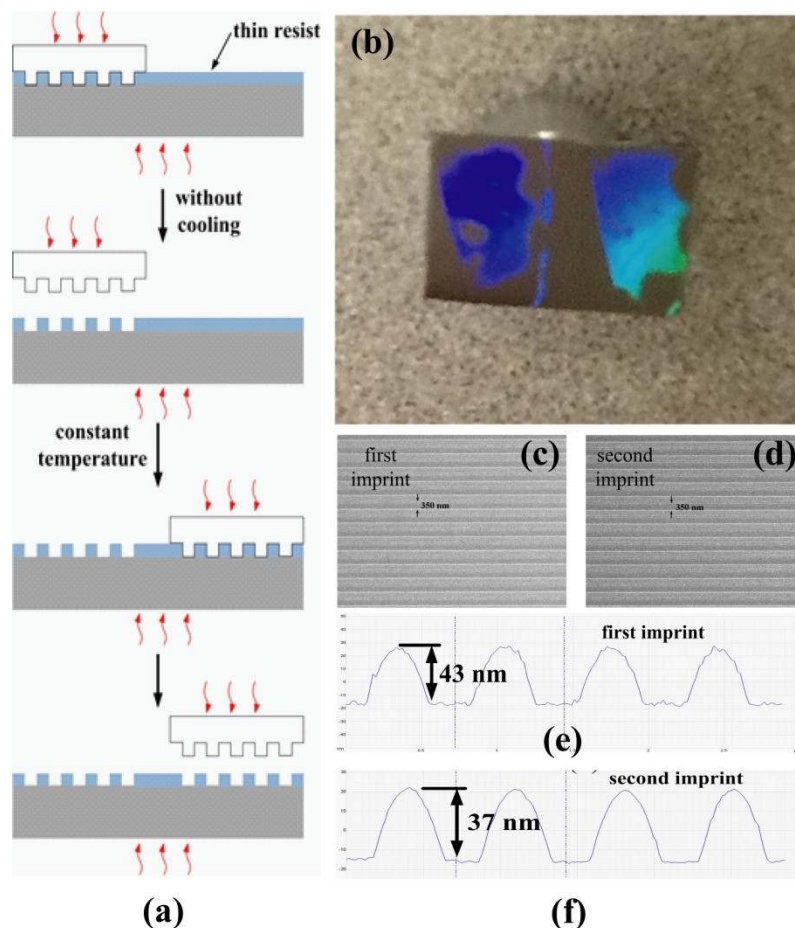 thin resist
without
cooling
constant
temperature
(a)
(b)
first
imprint
(c)
350 nm
second
imprint
(d)
350 nm
first imprint
43 nm
(e)
second imprint
37 nm
(f)